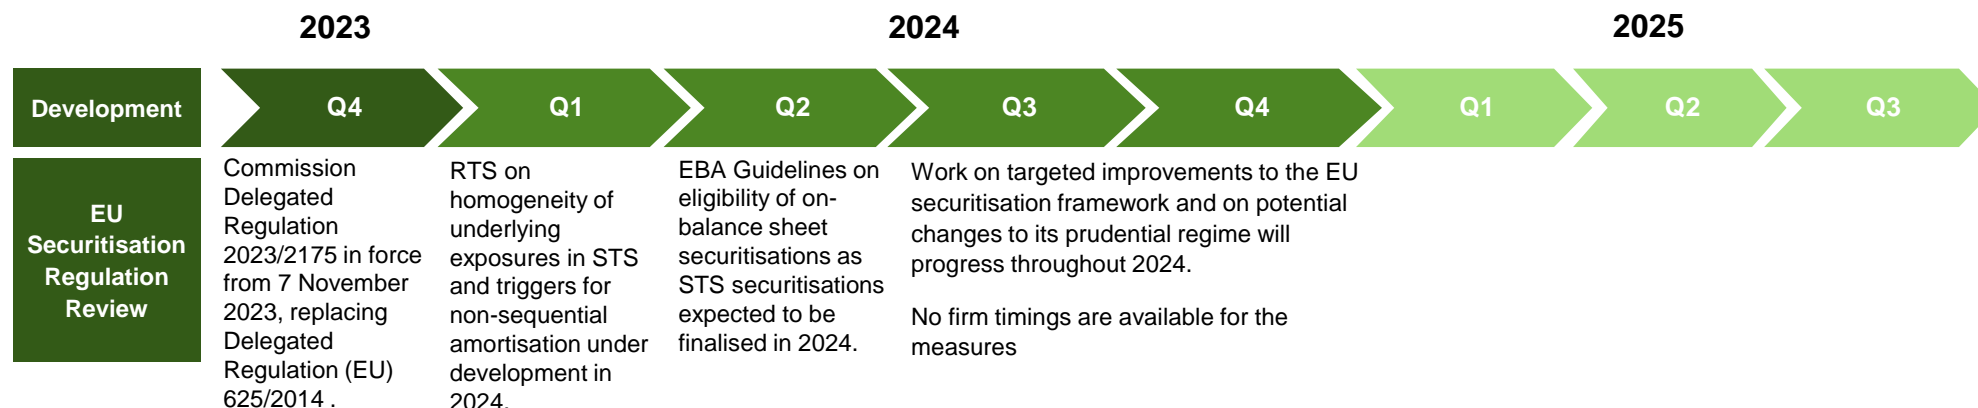 2023
2024
2025
Development
Q4
Q1
Q2
Q3
Q4
Q1
Q2
Q3
EU
Securitisation
Regulation
Review
Commission
Delegated
Regulation
2023/2175 in force
from 7 November
2023, replacing
Delegated
Regulation (EU)
625/2014 .
RTS on
homogeneity of
underlying
exposures in STS
and triggers for
non-sequential
amortisation under
development in
2024.
EBA Guidelines on
eligibility of on-
balance sheet
securitisations as
STS securitisations
expected to be
finalised in 2024.
Work on targeted improvements to the EU
securitisation framework and on potential
changes to its prudential regime will
progress throughout 2024.
No firm timings are available for the
measures